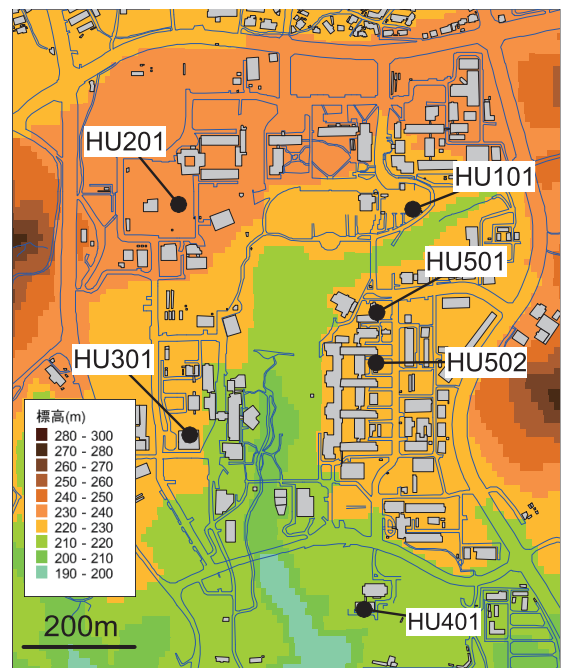 HU201
HU101
HU501
HU502
HU301
標高(m)
280 - 300
270 - 280
260 - 270
250 - 260
240 - 250
230 - 240
220 - 230
210 - 220
200 - 210
190 - 200
200m
HU401